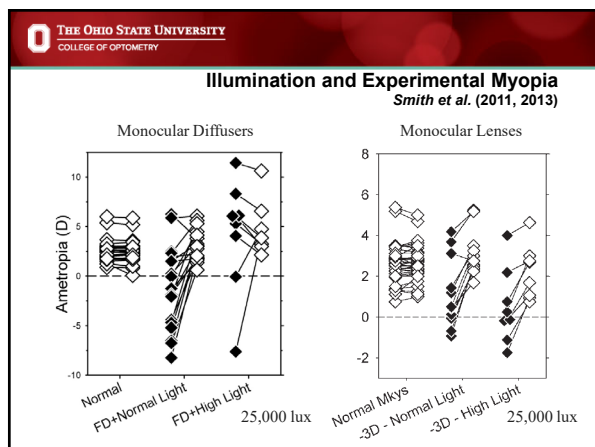 THE OHIO STATE UNIVERSITY
COLLEGE OF OPTOMETRY
Illumination and Experimental Myopia
Smith et al. (2011, 2013)
Monocular Diffusers
Ametropia (D)
10
5
0
-5
-10
Normal
FD+Normal Light
FD+High Light
25,000 lux
Monocular Lenses
8
6
4
2
0
-2
Normal Mkys
-3D - Normal Light
-3D - High Light
25,000 lux